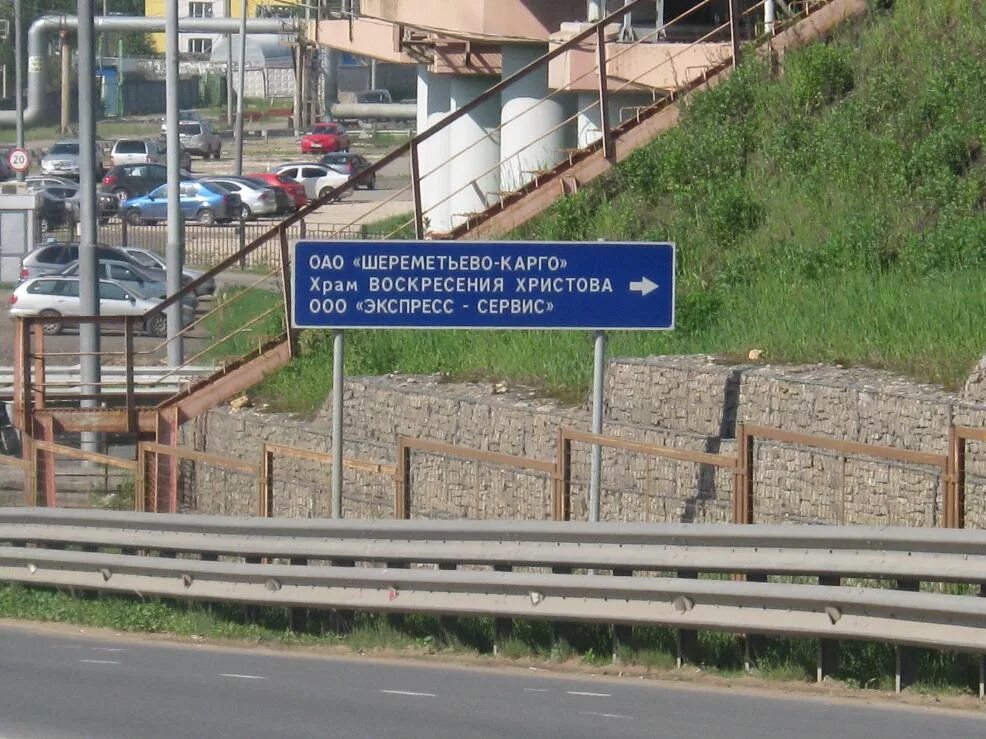 20
ОАО «ШЕРЕМЕТЬЕВО-КАРГО»
Храм ВОСКРЕСЕНИЯ ХРИСТОВА
ООО «ЭКСПРЕСС - СЕРВИС»